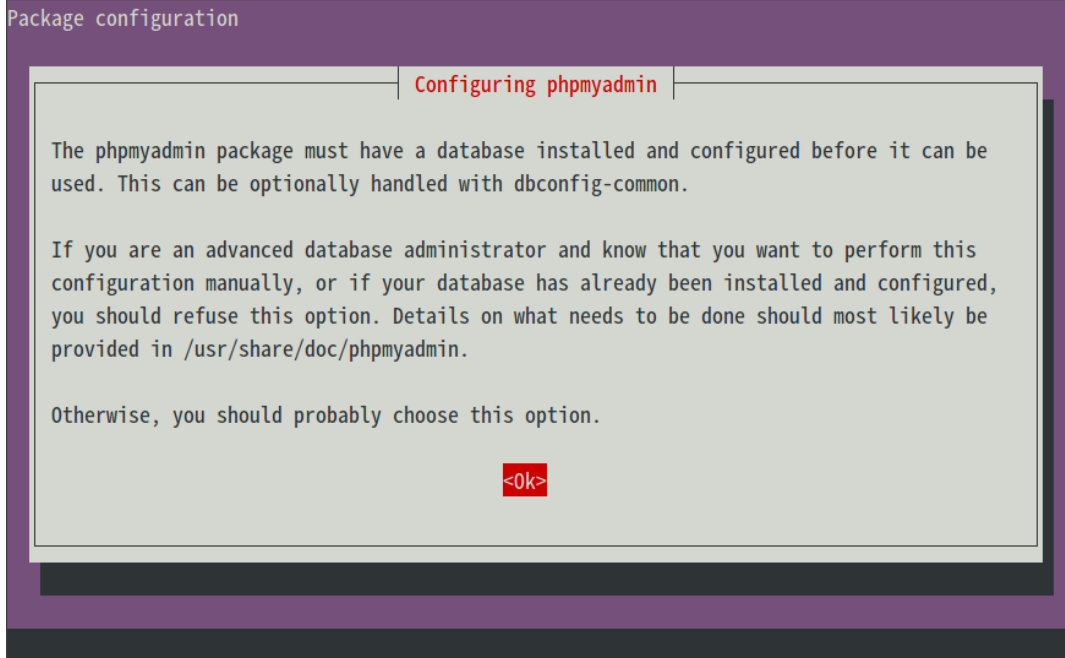 Package configuration
Configuring phpmyadmin
The phpmyadmin package must have a database installed and configured before it can be
used. This can be optionally handled with dbconfig-common.
If you are an advanced database administrator and know that you want to perform this
configuration manually, or if your database has already been installed and configured,
you should refuse this option. Details on what needs to be done should most likely be
provided in /usr/share/doc/phpmyadmin.
Otherwise, you should probably choose this option.
<Ok>